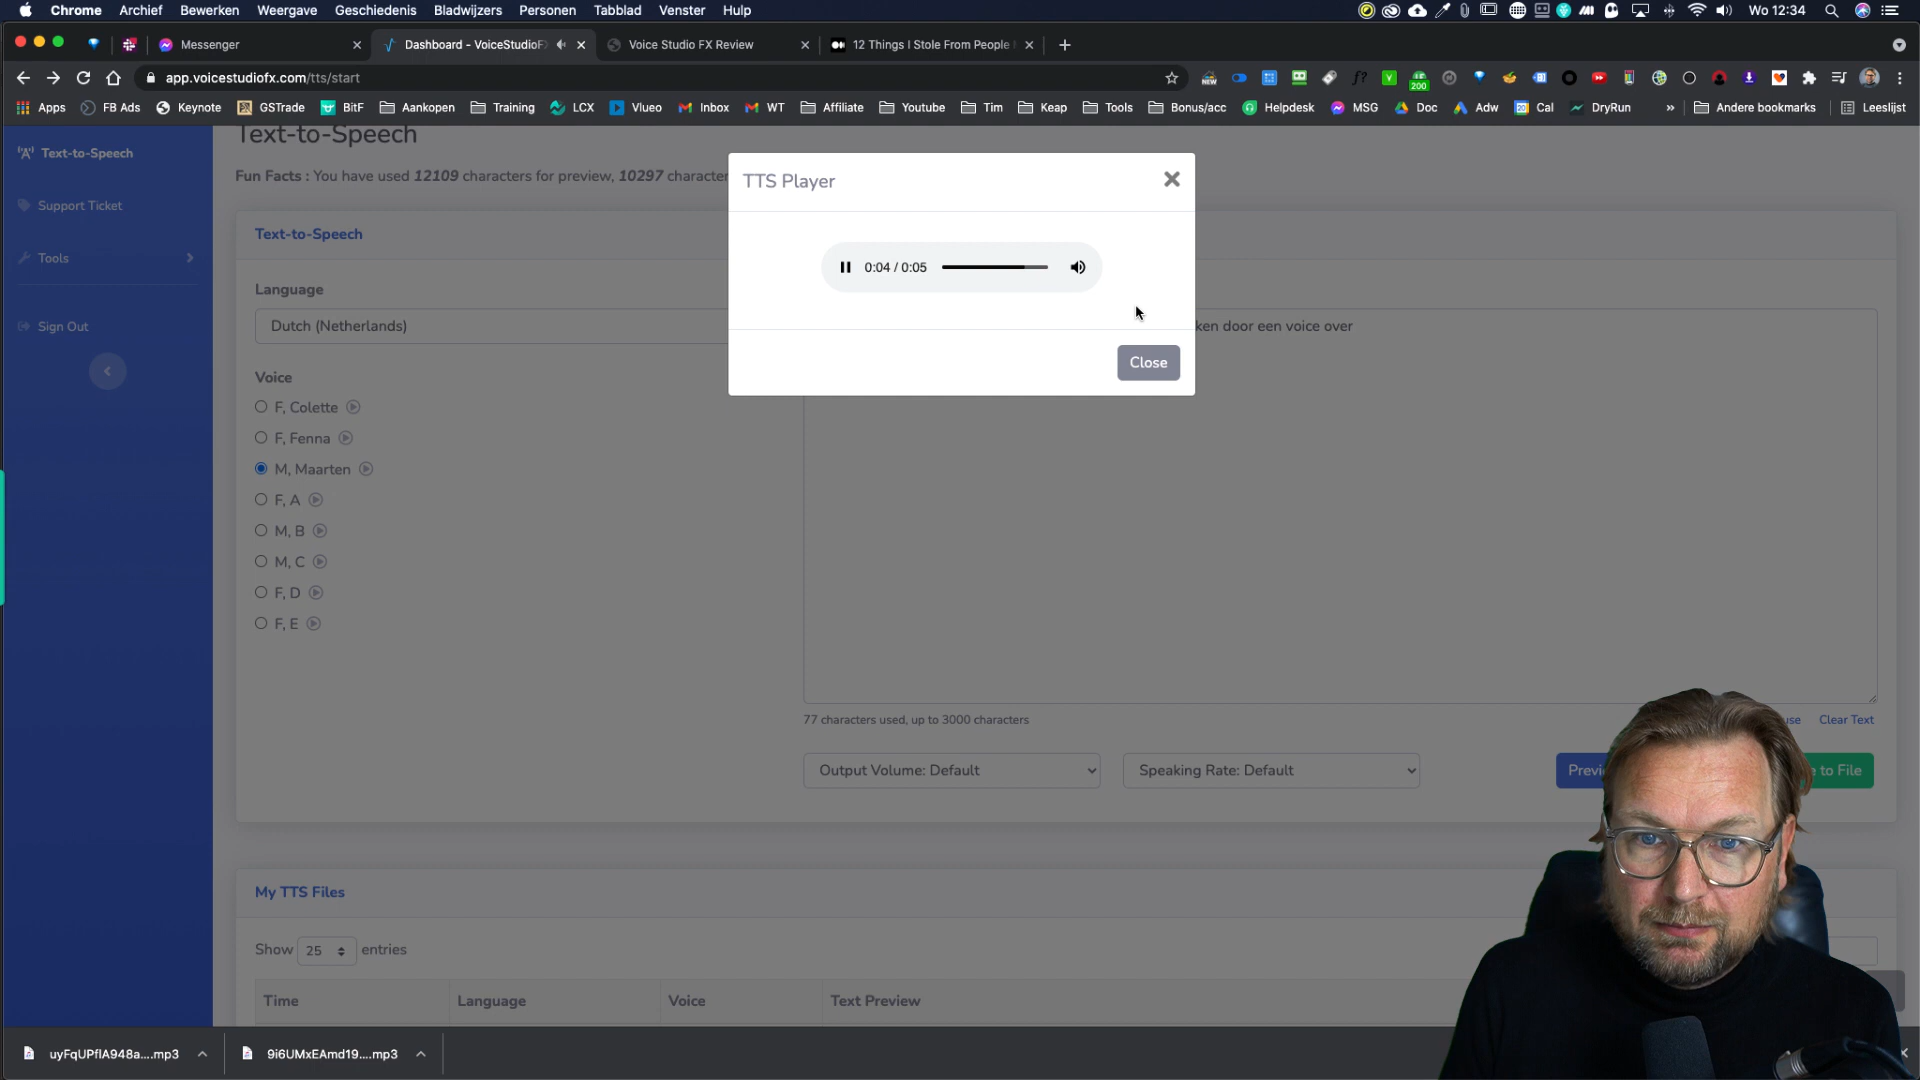 Chrome Archief Bewerken Weergave Geschiedenis Bladwijzers Personen Tabblad Venster Hulp Wo 12:34
Messenger Dashboard - VoiceStudioF Voice Studio FX Review 12 Things I Stole From People
app.voicestudiofx.com/tts/start NEW f? 200
Apps FB Ads Keynote GSTrade BitF Aankopen Training LCX Vlueo Inbox WT Affiliate Youtube Tim Keap Tools Bonus/acc Helpdesk MSG Doc Adw Cal DryRun » Andere bookmarks Leeslijst
Text-to-Speech
Support Ticket
Tools
Sign Out
Text-to-Speech
Fun Facts : You have used 12109 characters for preview, 10297 character
Text-to-Speech
Language
Dutch (Netherlands)
Voice
F, Colette
F, Fenna
M, Maarten
F, A
M, B
M, C
F, D
F, E
TTS Player
0:04 / 0:05
Close
ken door een voice over
77 characters used, up to 3000 characters
Clear Text
Output Volume: Default
Speaking Rate: Default
Previ
to File
My TTS Files
Show 25 entries
Time Language Voice Text Preview
uyFqUPflA948a....mp3
9i6UMxEAmd19....mp3